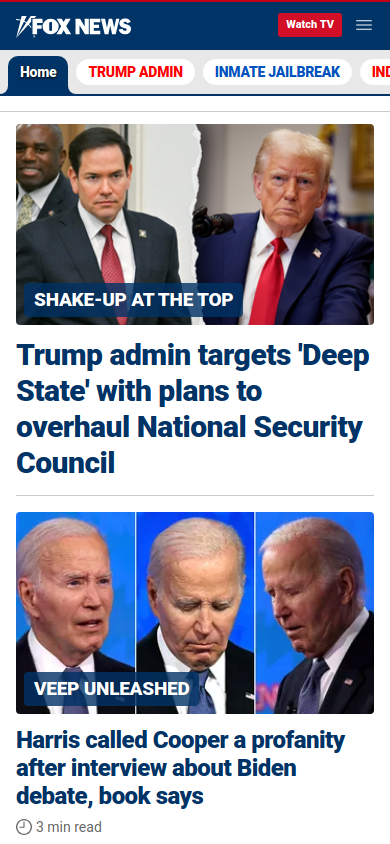 FOX NEWS
Watch TV
Home
TRUMP ADMIN
INMATE JAILBREAK
IND
SHAKE-UP AT THE TOP
Trump admin targets 'Deep
State' with plans to
overhaul National Security
Council
VEEP UNLEASHED
Harris called Cooper a profanity
after interview about Biden
debate, book says
3 min read